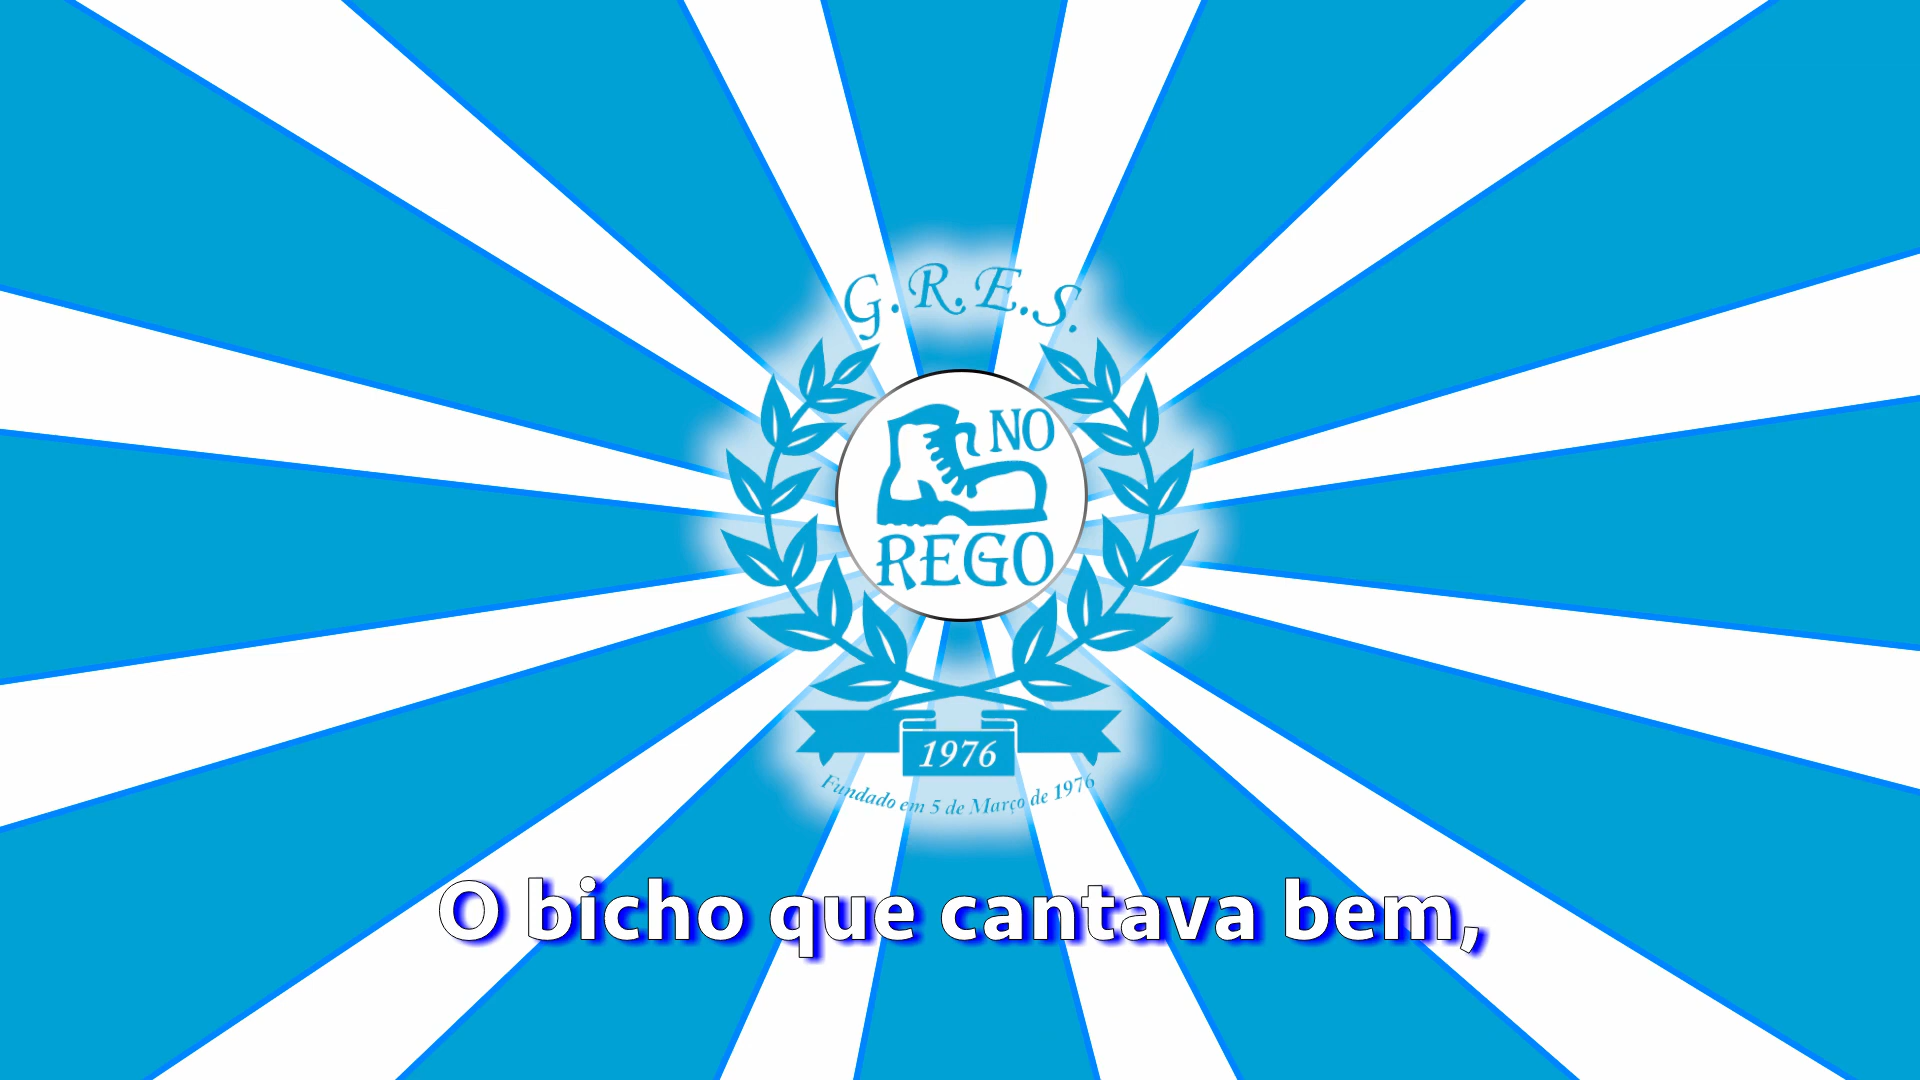 G.R.E.S.
NO
REGO
1976
Fundado em 5 de Março de 1976
O bicho que cantava bem,